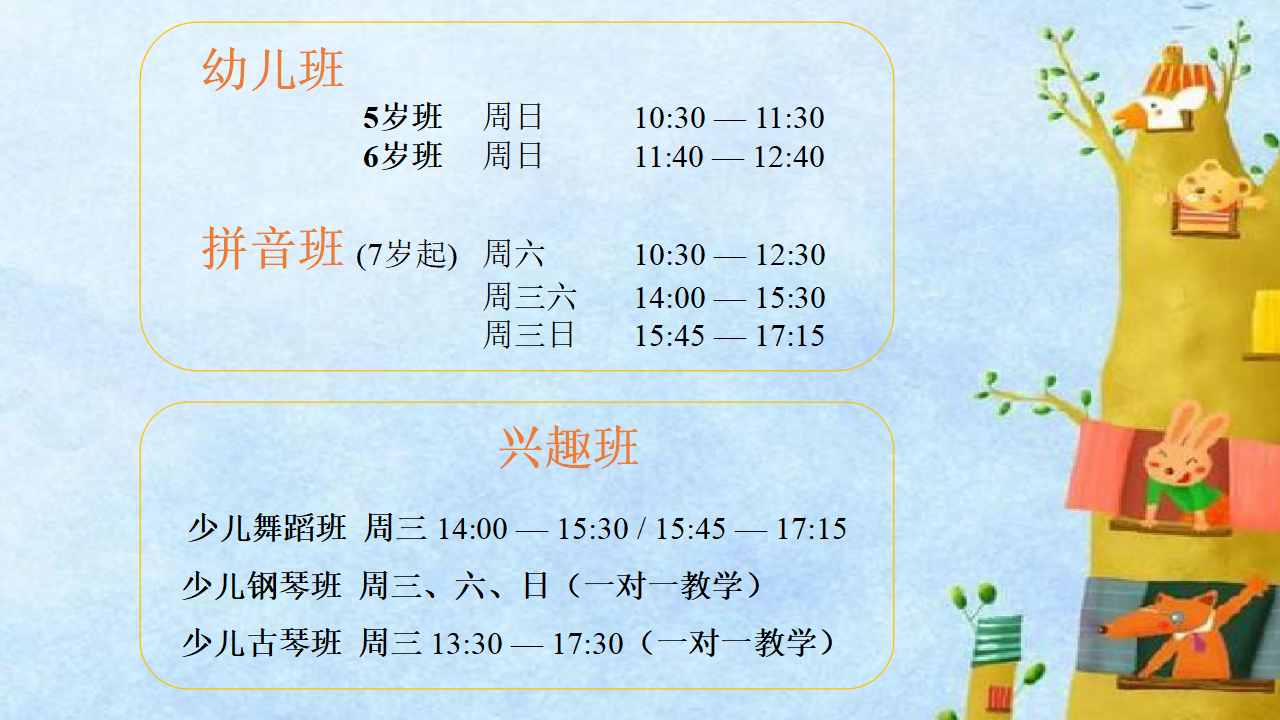 幼儿班
5岁班 周日 10:30 — 11:30
6岁班 周日 11:40 — 12:40
拼音班 (7岁起) 周六 10:30 — 12:30
周三六 14:00 — 15:30
周三日 15:45 — 17:15
兴趣班
少儿舞蹈班 周三 14:00 — 15:30 / 15:45 — 17:15
少儿钢琴班 周三、六、日（一对一教学）
少儿古琴班 周三 13:30 — 17:30（一对一教学）